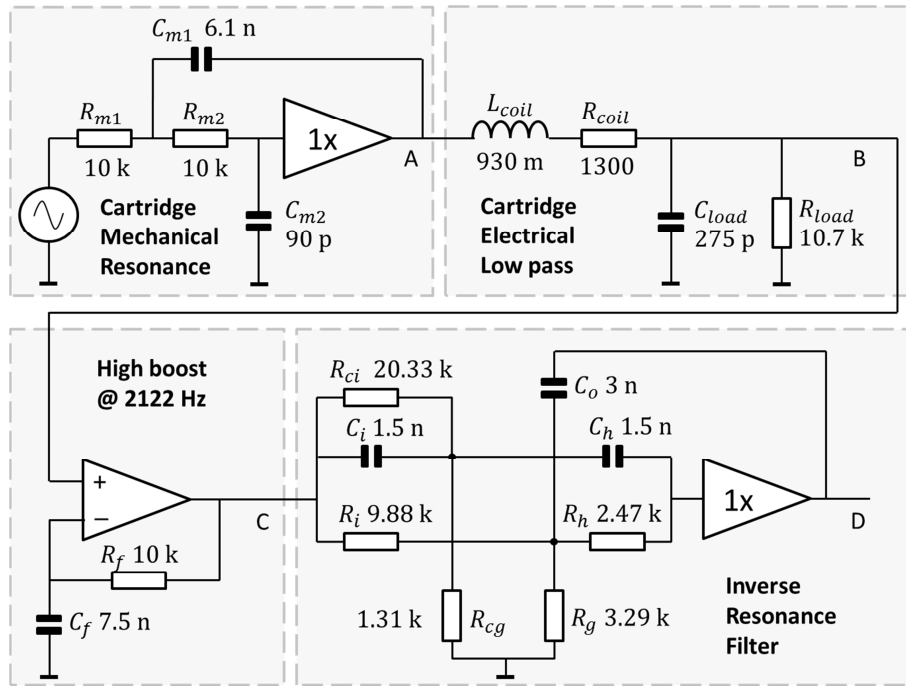 C_m1 6.1 n
R_m1
R_m2
10 k
10 k
1x
A
Cartridge
Mechanical
Resonance
C_m2
90 p
L_coil
R_coil
930 m
1300
B
Cartridge
Electrical
Low pass
C_load
275 p
R_load
10.7 k
High boost
@ 2122 Hz
+
−
C
R_f 10 k
C_f 7.5 n
R_ci 20.33 k
C_i 1.5 n
R_i 9.88 k
C_o 3 n
C_h 1.5 n
R_h 2.47 k
1x
D
1.31 k
R_cg
R_g 3.29 k
Inverse
Resonance
Filter